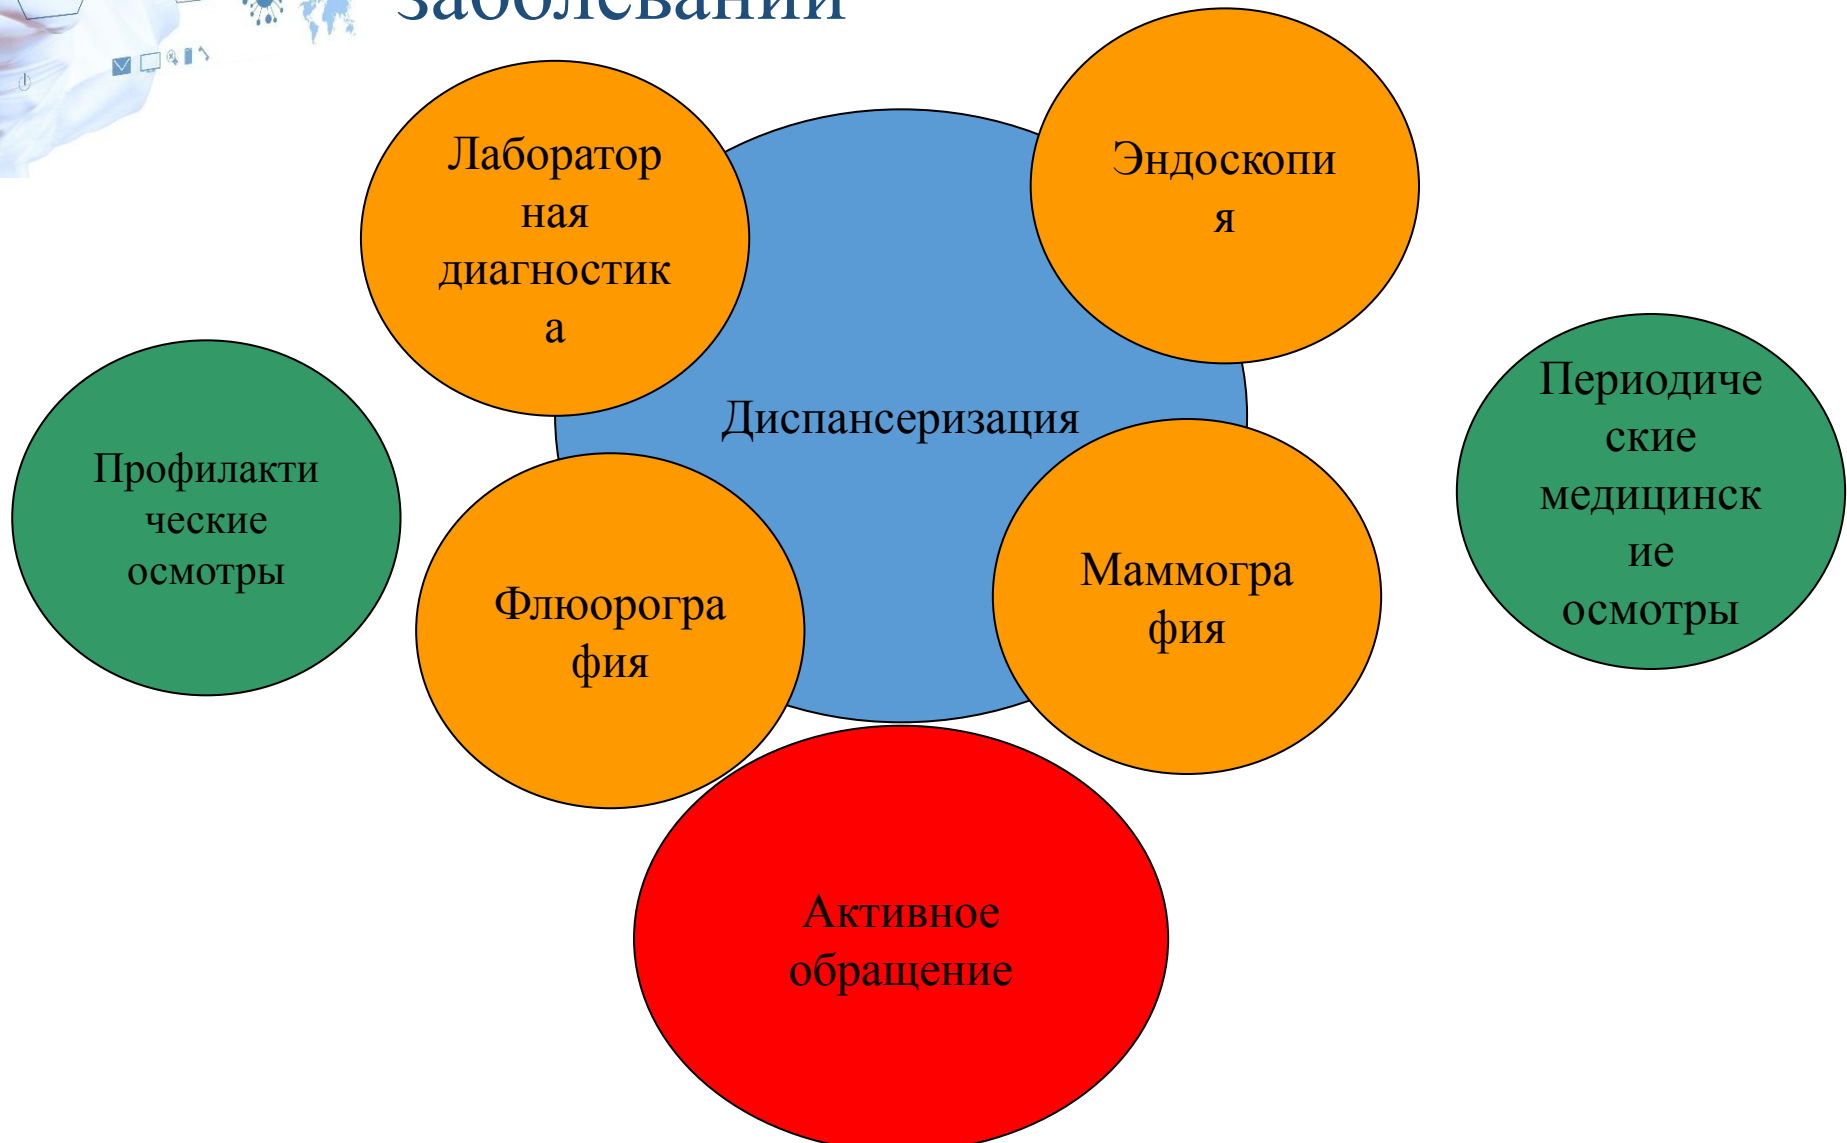 заболеваний
Лаборатор
ная
диагностик
а
Эндоскопи
я
Диспансеризация
Профилакти
ческие
осмотры
Периодиче
ские
медицинск
ие
осмотры
Флюорогра
фия
Маммогра
фия
Активное
обращение